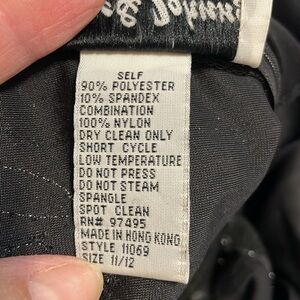 SELF
90% POLYESTER
10% SPANDEX
COMBINATION
100% NYLON
DRY CLEAN ONLY
SHORT CYCLE
LOW TEMPERATURE
DO NOT PRESS
DO NOT STEAM
SPANGLE
SPOT CLEAN
RN# 97495
MADE IN HONG KONG
STYLE 11069
SIZE 11/12